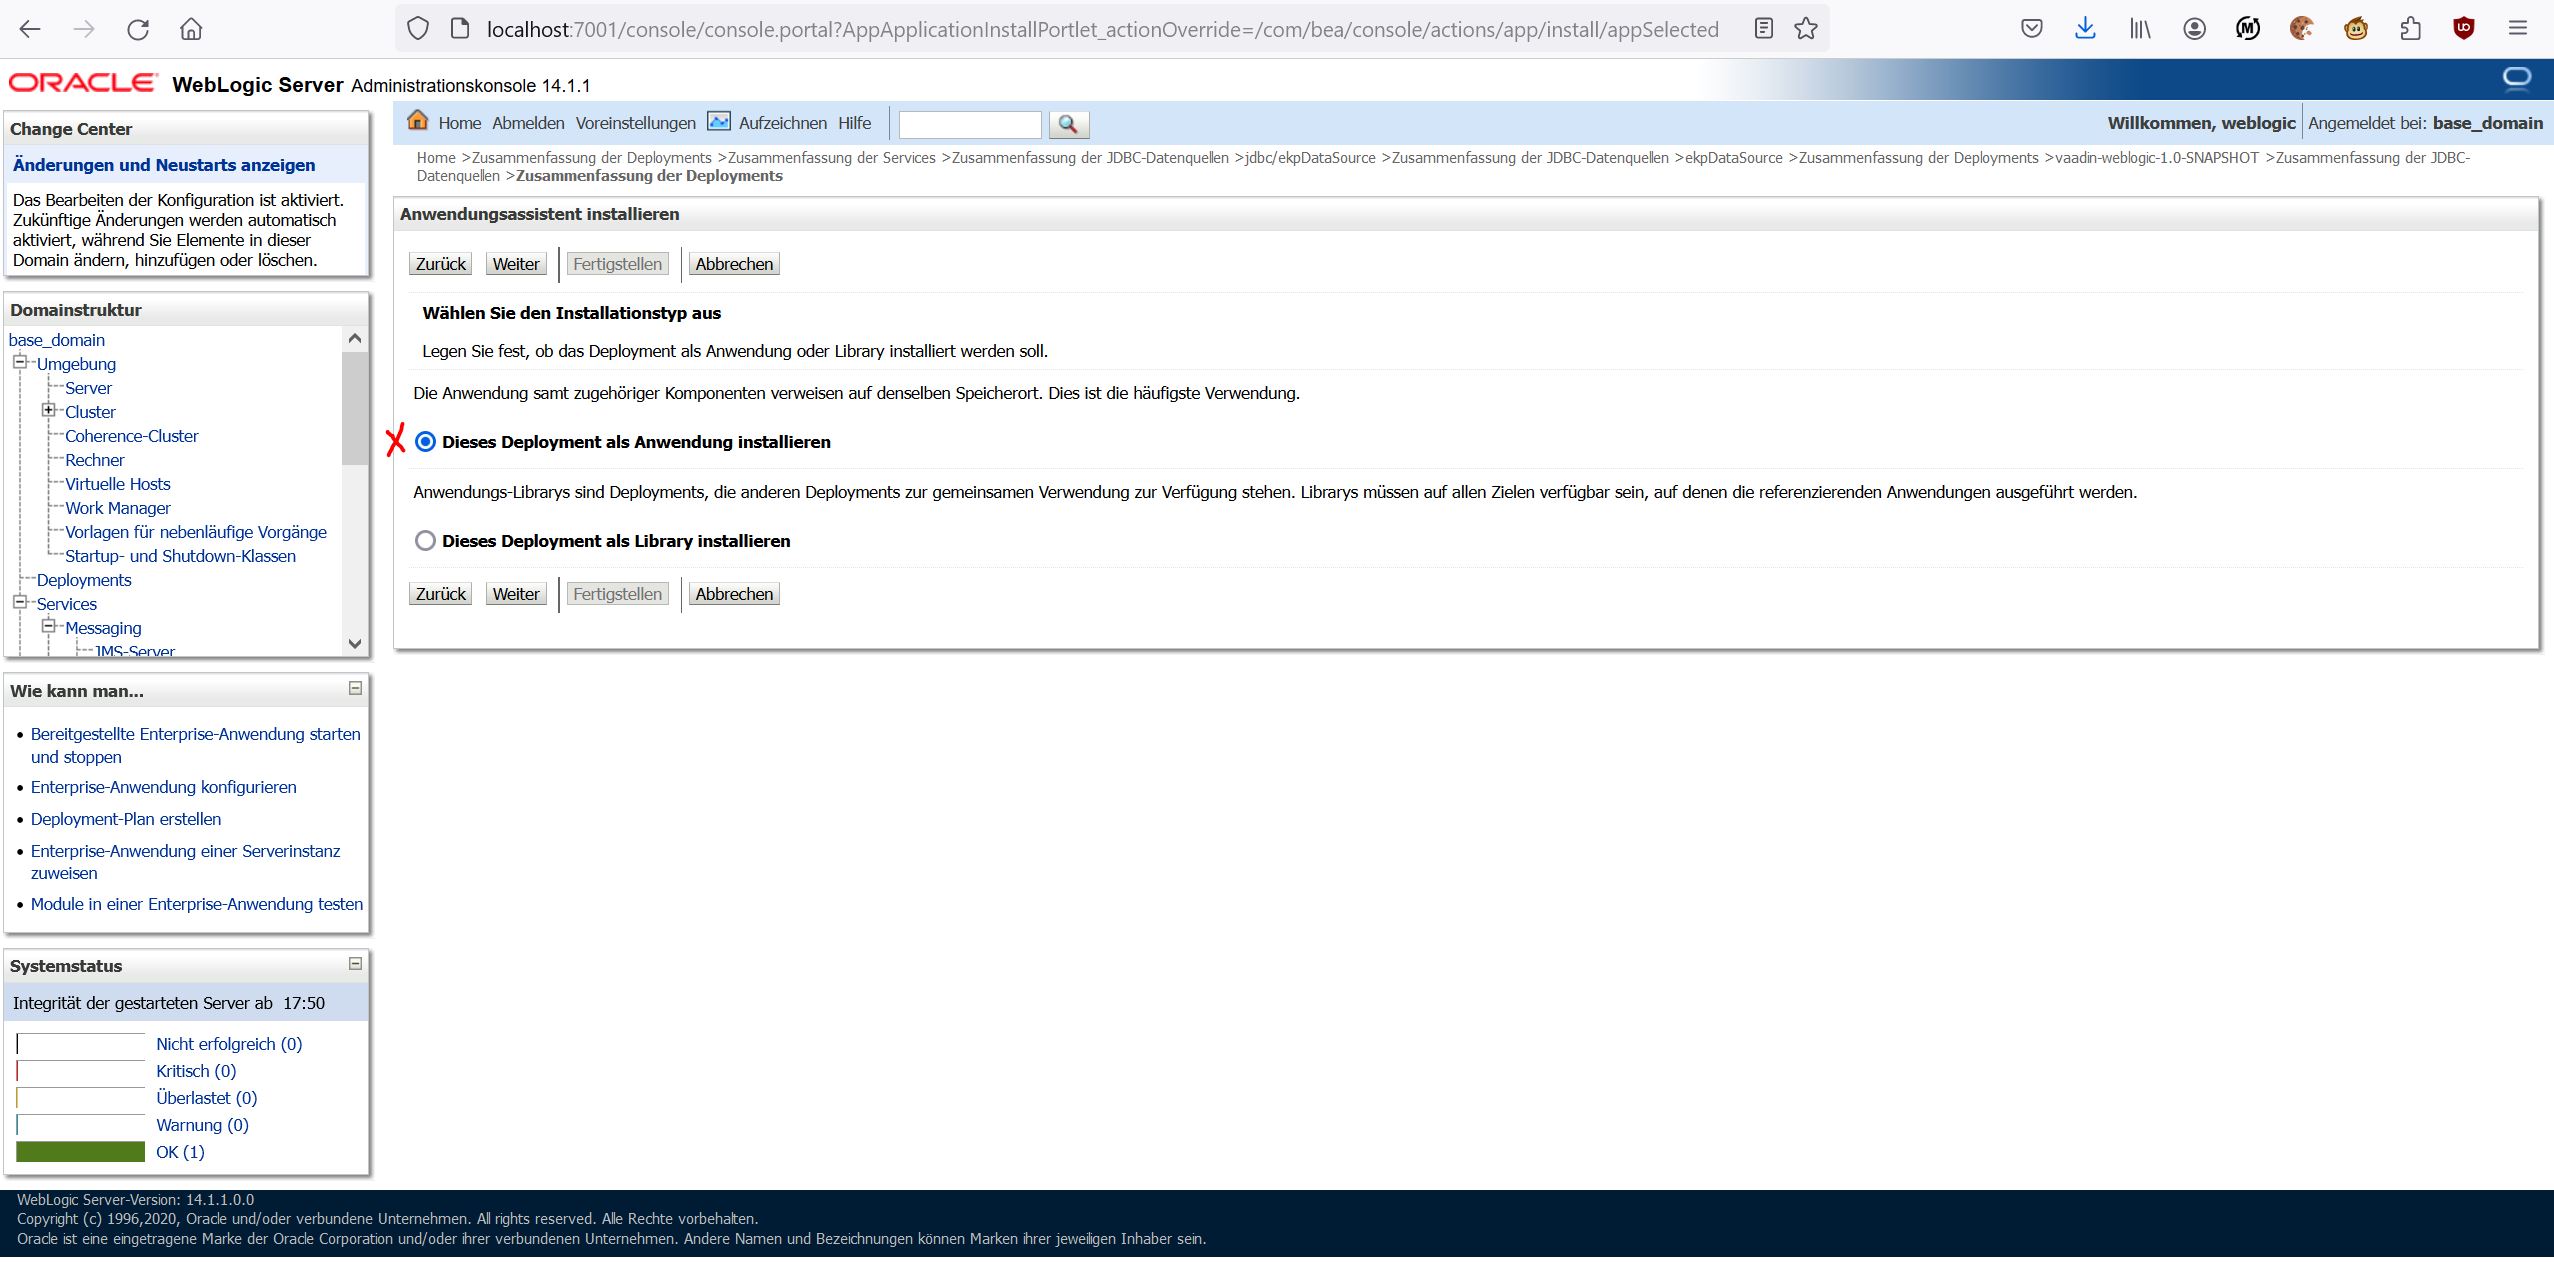 localhost:7001/console/console.portal?AppApplicationInstallPortlet_actionOverride=/com/bea/console/actions/app/install/appSelected
ORACLE WebLogic Server Administrationskonsole 14.1.1
Change Center
Änderungen und Neustarts anzeigen
Das Bearbeiten der Konfiguration ist aktiviert.
Zukünftige Änderungen werden automatisch
aktiviert, während Sie Elemente in dieser
Domain ändern, hinzufügen oder löschen.
Domainstruktur
base_domain
Umgebung
Server
Cluster
Coherence-Cluster
Rechner
Virtuelle Hosts
Work Manager
Vorlagen für nebenläufige Vorgänge
Startup- und Shutdown-Klassen
Deployments
Services
Messaging
JMS-Server
Wie kann man...
Bereitgestellte Enterprise-Anwendung starten
und stoppen
Enterprise-Anwendung konfigurieren
Deployment-Plan erstellen
Enterprise-Anwendung einer Serverinstanz
zuweisen
Module in einer Enterprise-Anwendung testen
Systemstatus
Integrität der gestarteten Server ab 17:50
Nicht erfolgreich (0)
Kritisch (0)
Überlastet (0)
Warnung (0)
OK (1)
Home Abmelden Voreinstellungen Aufzeichnen Hilfe
Willkommen, weblogic Angemeldet bei: base_domain
Home >Zusammenfassung der Deployments >Zusammenfassung der Services >Zusammenfassung der JDBC-Datenquellen >jdbc/ekpDataSource >Zusammenfassung der JDBC-Datenquellen >ekpDataSource >Zusammenfassung der Deployments >vaadin-weblogic-1.0-SNAPSHOT >Zusammenfassung der JDBC-
Datenquellen >Zusammenfassung der Deployments
Anwendungsassistent installieren
Zurück Weiter Fertigstellen Abbrechen
Wählen Sie den Installationstyp aus
Legen Sie fest, ob das Deployment als Anwendung oder Library installiert werden soll.
Die Anwendung samt zugehöriger Komponenten verweisen auf denselben Speicherort. Dies ist die häufigste Verwendung.
X Dieses Deployment als Anwendung installieren
Anwendungs-Librarys sind Deployments, die anderen Deployments zur gemeinsamen Verwendung zur Verfügung stehen. Librarys müssen auf allen Zielen verfügbar sein, auf denen die referenzierenden Anwendungen ausgeführt werden.
Dieses Deployment als Library installieren
Zurück Weiter Fertigstellen Abbrechen
WebLogic Server-Version: 14.1.1.0.0
Copyright (c) 1996,2020, Oracle und/oder verbundene Unternehmen. All rights reserved. Alle Rechte vorbehalten.
Oracle ist eine eingetragene Marke der Oracle Corporation und/oder ihrer verbundenen Unternehmen. Andere Namen und Bezeichnungen können Marken ihrer jeweiligen Inhaber sein.